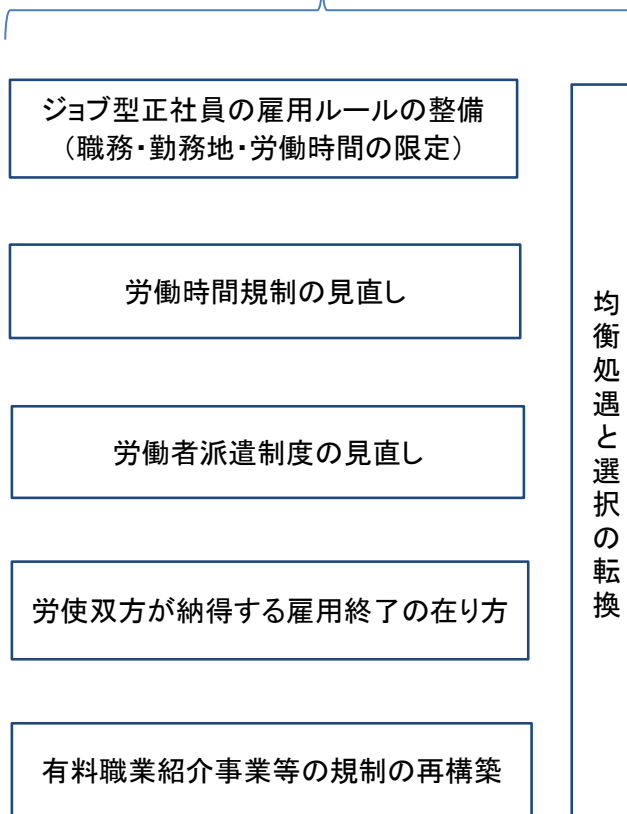 ジョブ型正社員の雇用ルールの整備
（職務・勤務地・労働時間の限定）
労働時間規制の見直し
労働者派遣制度の見直し
労使双方が納得する雇用終了の在り方
有料職業紹介事業等の規制の再構築
均衡処遇と選択の転換